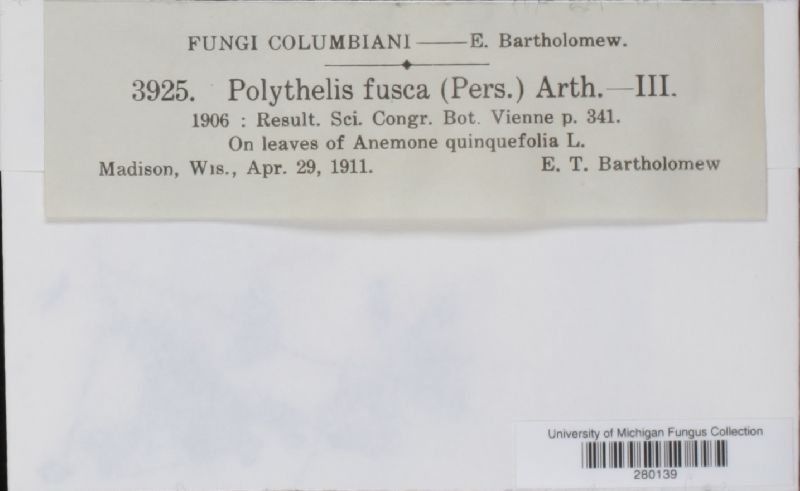 FUNGI COLUMBIANI — E. Bartholomew.
3925. Polythelis fusca (Pers.) Arth.—III.
1906 : Result. Sci. Congr. Bot. Vienne p. 341.
On leaves of Anemone quinquefolia L.
Madison, Wis., Apr. 29, 1911. E. T. Bartholomew
University of Michigan Fungus Collection
280139